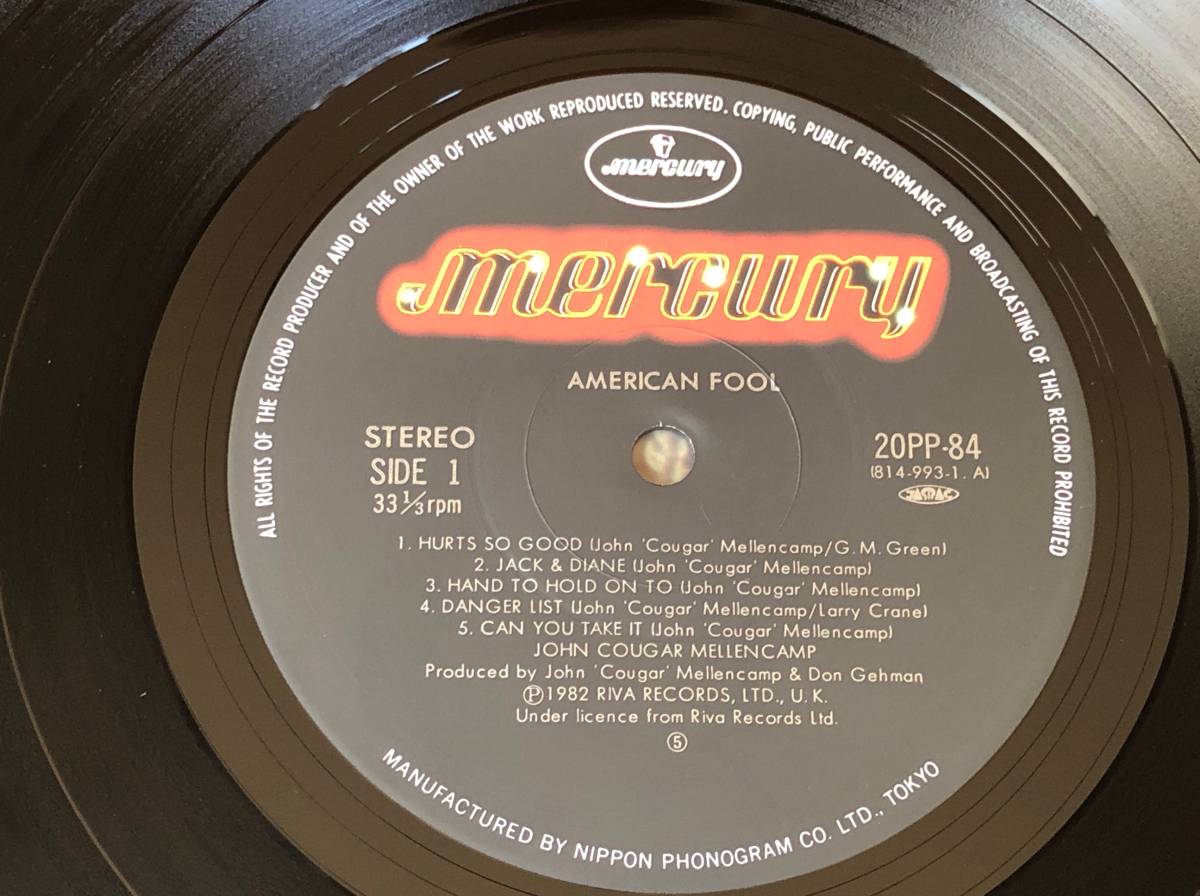 ALL RIGHTS OF THE RECORD PRODUCER AND OF THE OWNER OF THE WORK REPRODUCED RESERVED. COPYING, PUBLIC PERFORMANCE AND BROADCASTING OF THIS RECORD PROHIBITED
mercury
mercury
AMERICAN FOOL
STEREO
SIDE 1
33 1/3 rpm
20PP-84
(814-993-1. A)
JASRAC
1. HURTS SO GOOD (John 'Cougar' Mellencamp/G. M. Green)
2. JACK & DIANE (John 'Cougar' Mellencamp)
3. HAND TO HOLD ON TO (John 'Cougar' Mellencamp)
4. DANGER LIST (John 'Cougar' Mellencamp/Larry Crane)
5. CAN YOU TAKE IT (John 'Cougar' Mellencamp)
JOHN COUGAR MELLENCAMP
Produced by John 'Cougar' Mellencamp & Don Gehman
Ⓟ1982 RIVA RECORDS, LTD., U. K.
Under licence from Riva Records Ltd.
⑤
MANUFACTURED BY NIPPON PHONOGRAM CO. LTD., TOKYO